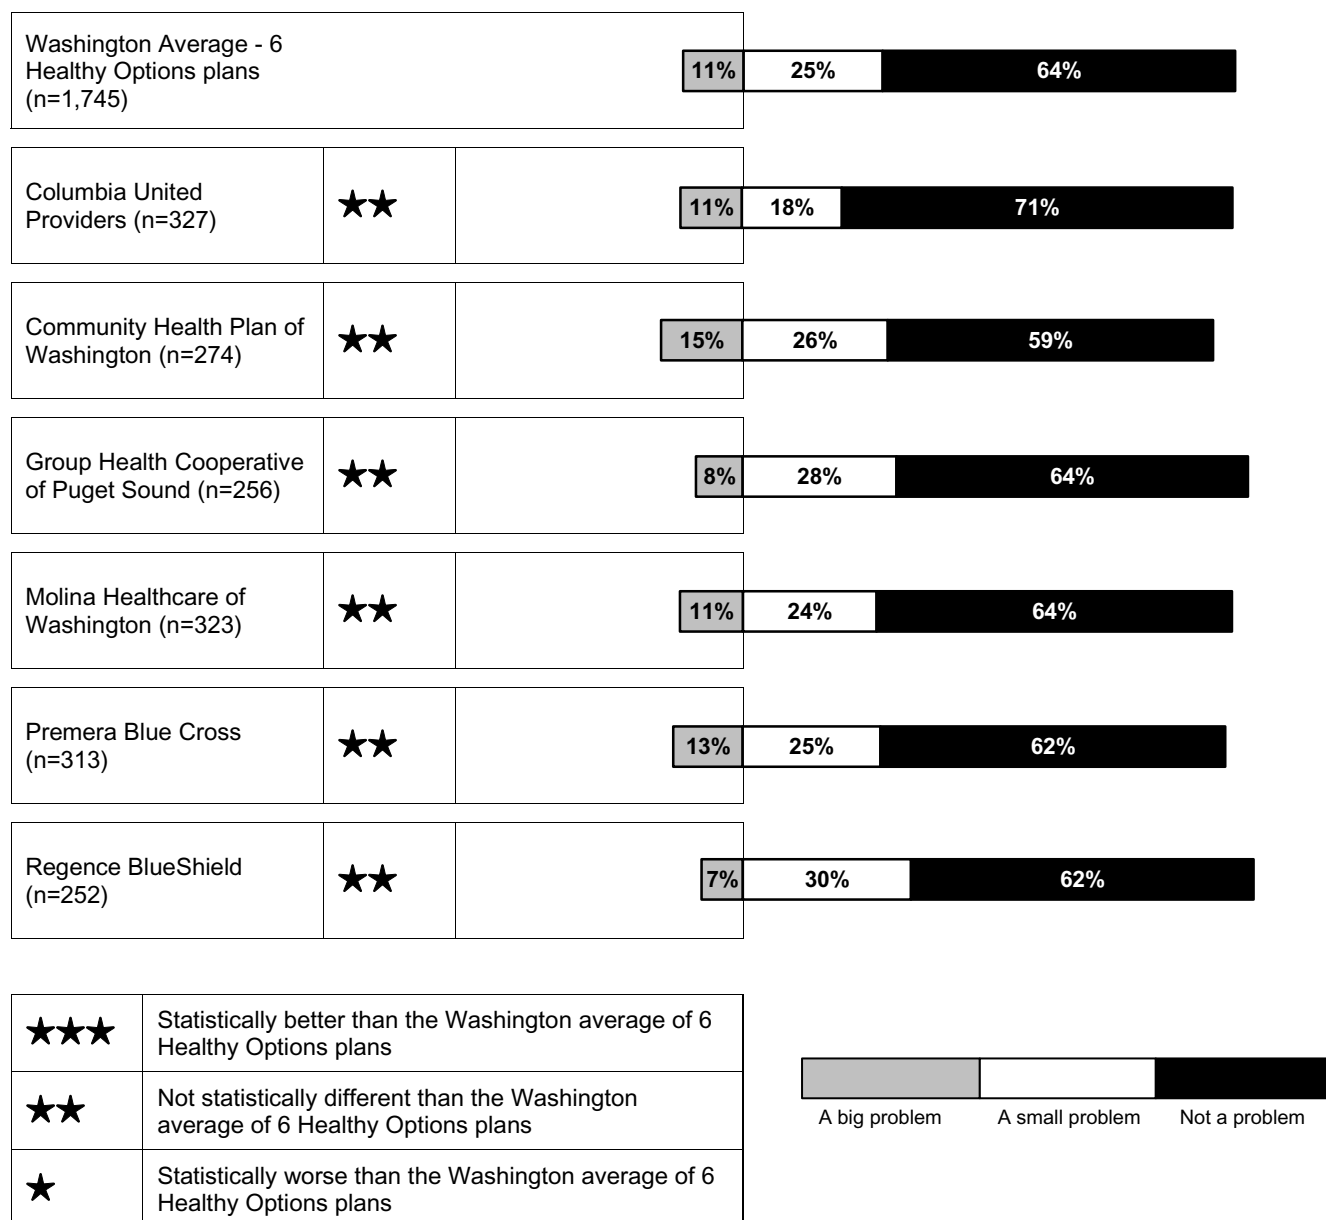 Washington Average - 6
Healthy Options plans
(n=1,745)
11% 25% 64%
Columbia United
Providers (n=327)
★★
11% 18% 71%
Community Health Plan of
Washington (n=274)
★★
15% 26% 59%
Group Health Cooperative
of Puget Sound (n=256)
★★
8% 28% 64%
Molina Healthcare of
Washington (n=323)
★★
11% 24% 64%
Premera Blue Cross
(n=313)
★★
13% 25% 62%
Regence BlueShield
(n=252)
★★
7% 30% 62%
★★★
Statistically better than the Washington average of 6
Healthy Options plans
★★
Not statistically different than the Washington
average of 6 Healthy Options plans
★
Statistically worse than the Washington average of 6
Healthy Options plans
A big problem A small problem Not a problem